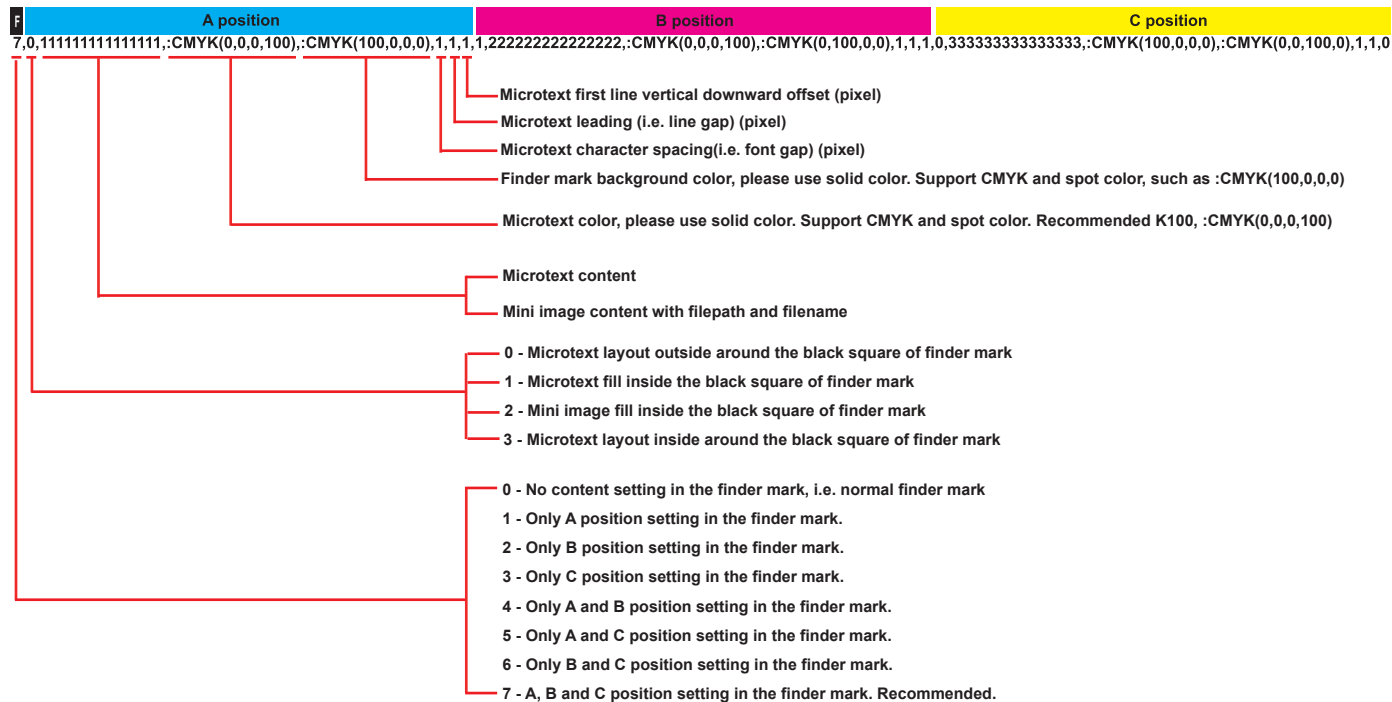 F A position B position C position
7,0,111111111111111,:CMYK(0,0,0,100),:CMYK(100,0,0,0),1,1,1,1,222222222222222,:CMYK(0,0,0,100),:CMYK(0,100,0,0),1,1,1,0,333333333333333,:CMYK(100,0,0,0),:CMYK(0,0,100,0),1,1,0
Microtext first line vertical downward offset (pixel)
Microtext leading (i.e. line gap) (pixel)
Microtext character spacing(i.e. font gap) (pixel)
Finder mark background color, please use solid color. Support CMYK and spot color, such as :CMYK(100,0,0,0)
Microtext color, please use solid color. Support CMYK and spot color. Recommended K100, :CMYK(0,0,0,100)
Microtext content
Mini image content with filepath and filename
0 - Microtext layout outside around the black square of finder mark
1 - Microtext fill inside the black square of finder mark
2 - Mini image fill inside the black square of finder mark
3 - Microtext layout inside around the black square of finder mark
0 - No content setting in the finder mark, i.e. normal finder mark
1 - Only A position setting in the finder mark.
2 - Only B position setting in the finder mark.
3 - Only C position setting in the finder mark.
4 - Only A and B position setting in the finder mark.
5 - Only A and C position setting in the finder mark.
6 - Only B and C position setting in the finder mark.
7 - A, B and C position setting in the finder mark. Recommended.